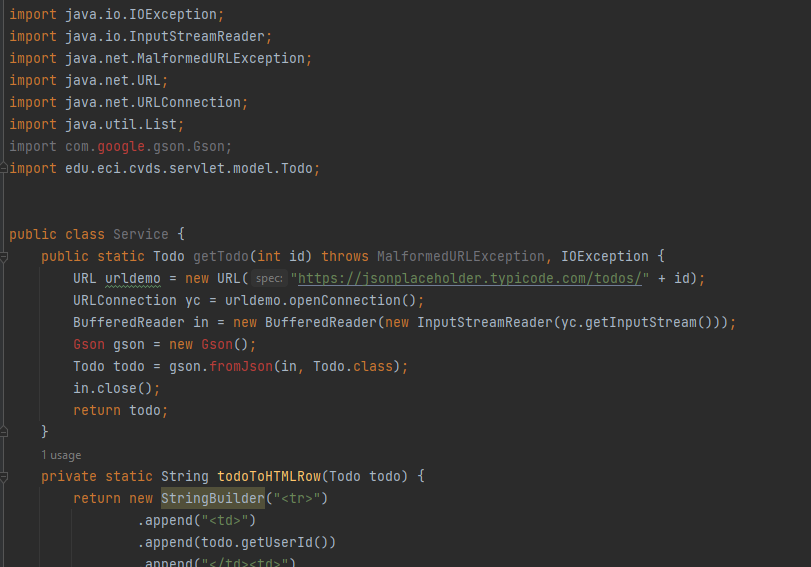 import java.io.IOException;
import java.io.InputStreamReader;
import java.net.MalformedURLException;
import java.net.URL;
import java.net.URLConnection;
import java.util.List;
import com.google.gson.Gson;
import edu.eci.cvds.servlet.model.Todo;
public class Service {
    public static Todo getTodo(int id) throws MalformedURLException, IOException {
        URL urldemo = new URL( spec: "https://jsonplaceholder.typicode.com/todos/" + id);
        URLConnection yc = urldemo.openConnection();
        BufferedReader in = new BufferedReader(new InputStreamReader(yc.getInputStream()));
        Gson gson = new Gson();
        Todo todo = gson.fromJson(in, Todo.class);
        in.close();
        return todo;
    }
    1 usage
    private static String todoToHTMLRow(Todo todo) {
        return new StringBuilder("<tr>")
                .append("<td>")
                .append(todo.getUserId())
                .append("</td><td>")